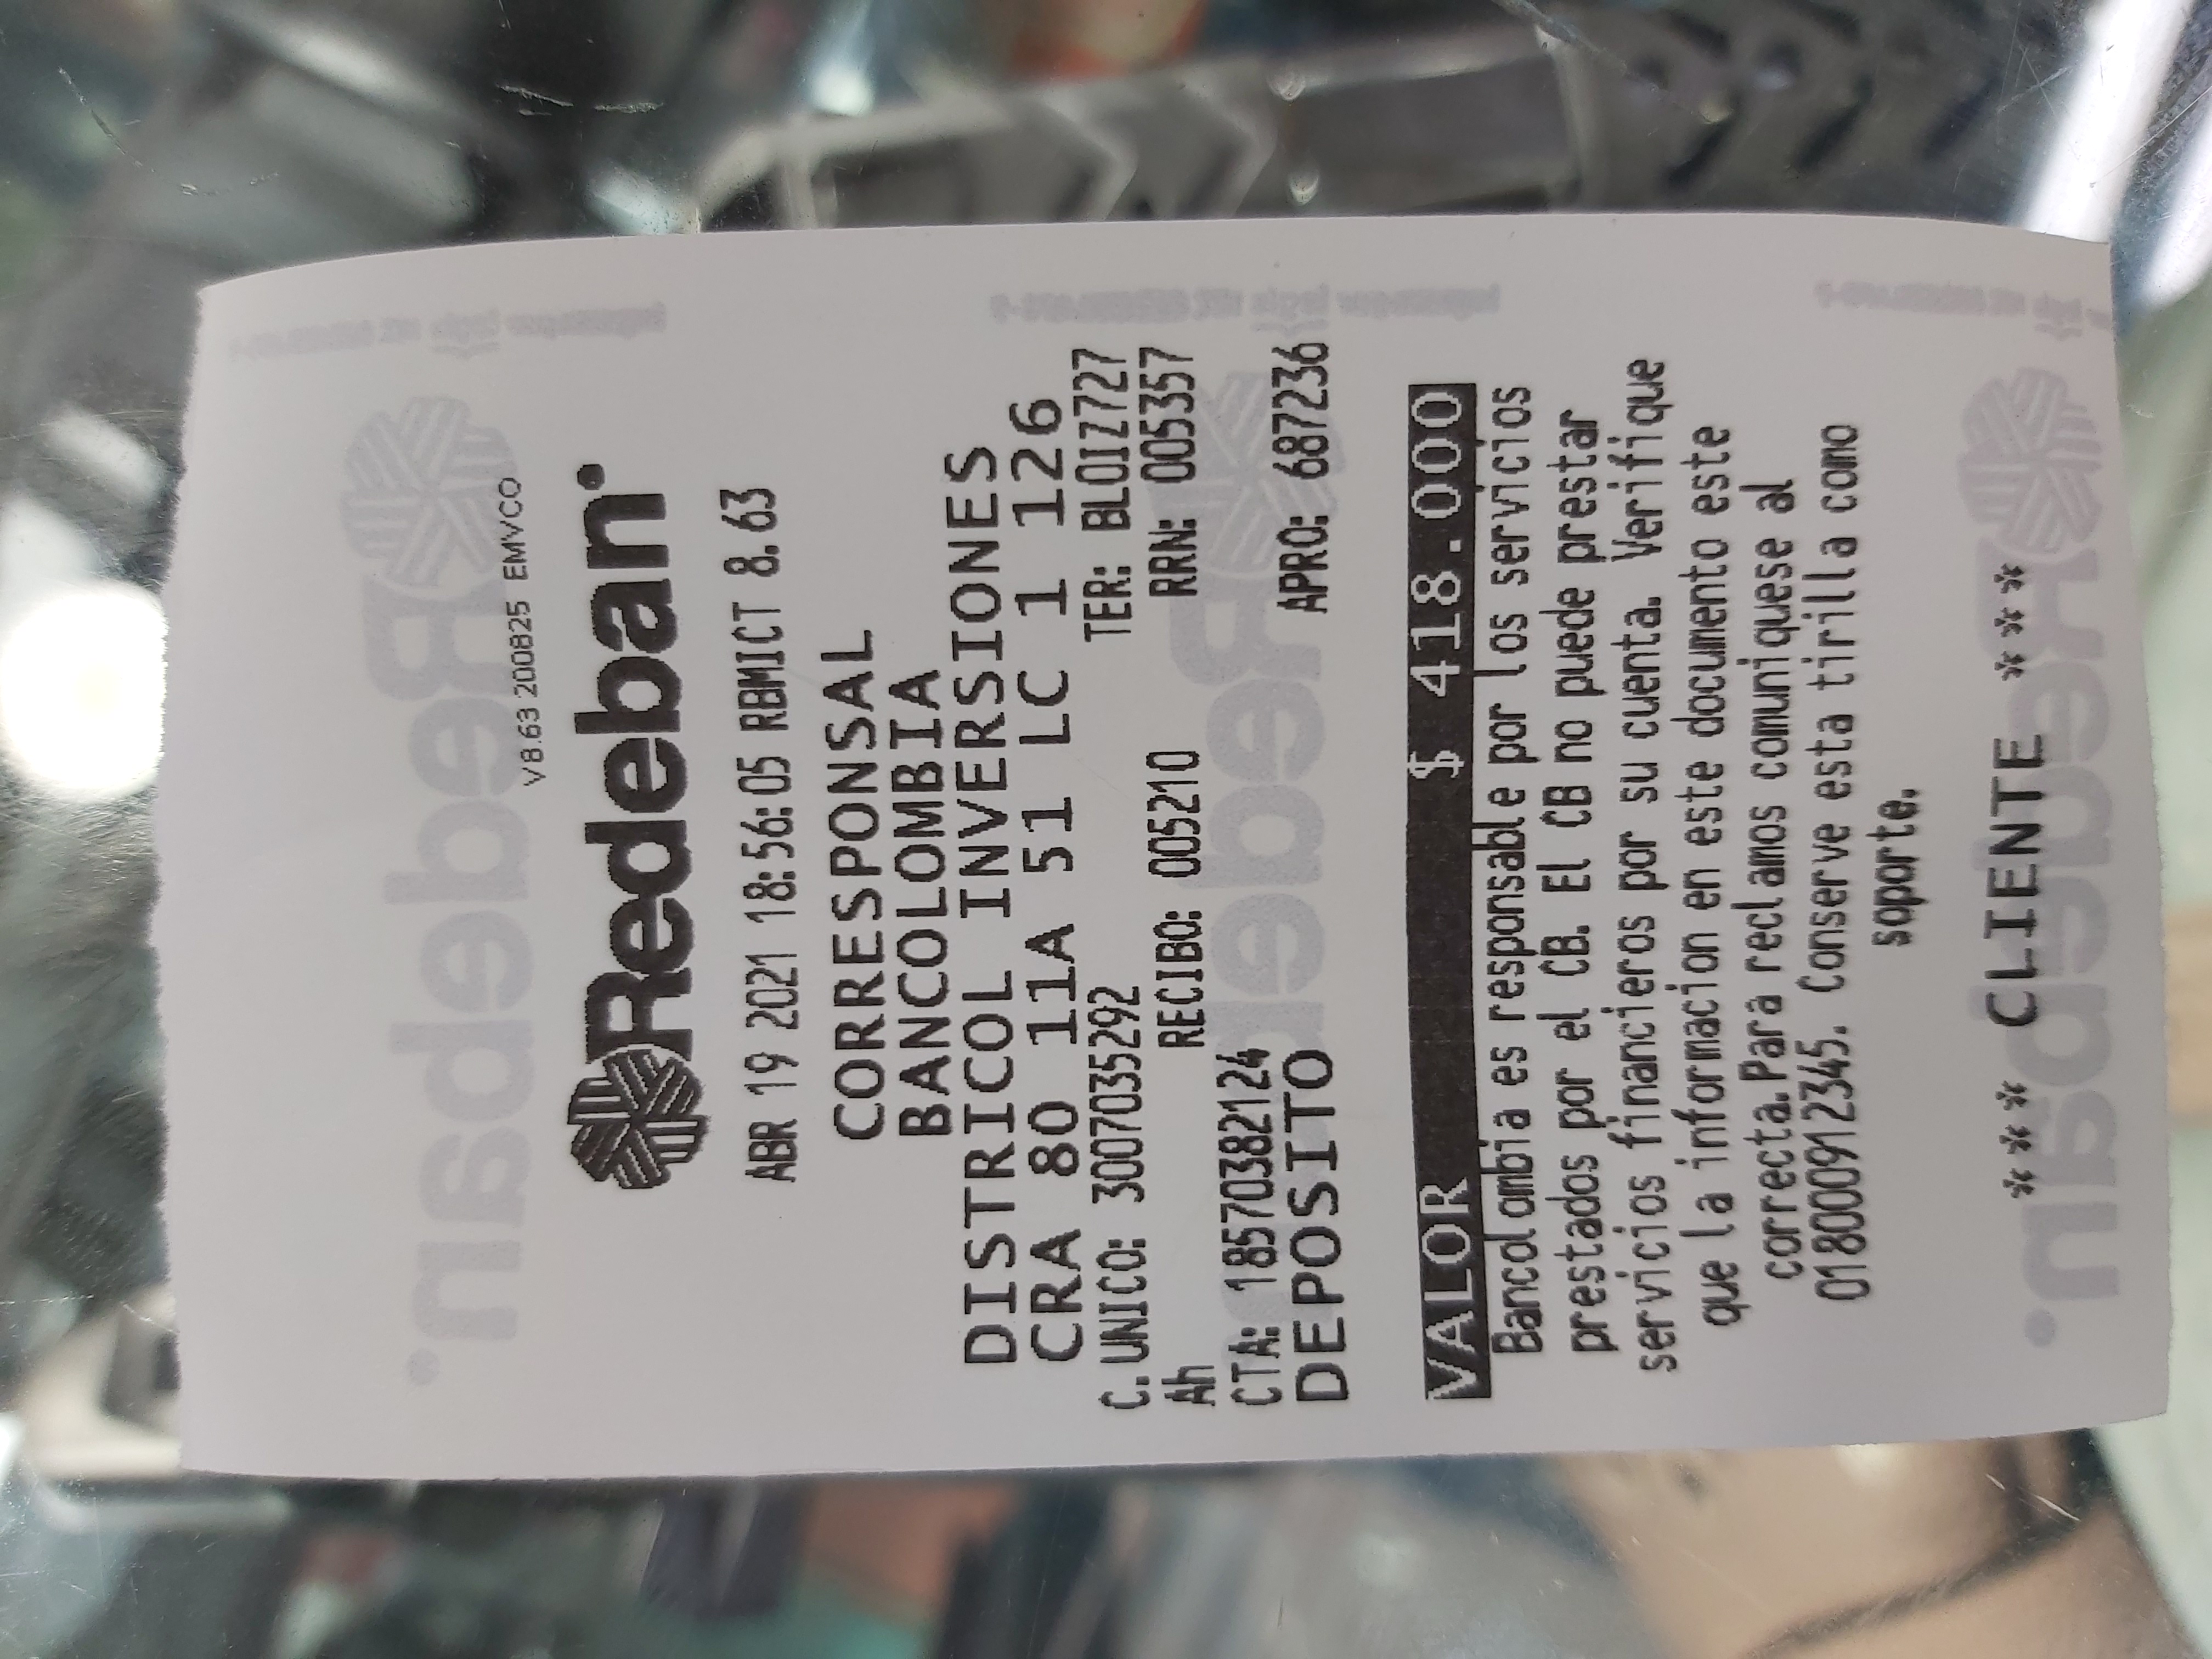 V8.63 200825 EMVCO
Redeban
ABR 19 2021 18:56:05 RBMICT 8.63
CORRESPONSAL
BANCOLOMBIA
DISTRICOL INVERSIONES
CRA 80 11A 51 LC 1 126
C. UNICO: 3007035292 TER: BLOIZ727
Ah RECIBO: 005210 RRN: 005357
CTA: 18570382124
DEPOSITO APRO: 687236
VALOR $ 418.000
Bancolombia es responsable por los servicios
prestados por el CB. El CB no puede prestar
servicios financieros por su cuenta. Verifique
que la informacion en este documento este
correcta.Para reclamos comuniquese al
018000912345. Conserve esta tirilla como
soporte.
*** CLIENTE ***